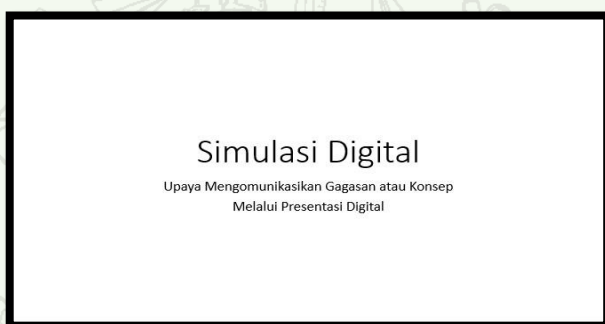 Simulasi Digital
Upaya Mengomunikasikan Gagasan atau Konsep
Melalui Presentasi Digital